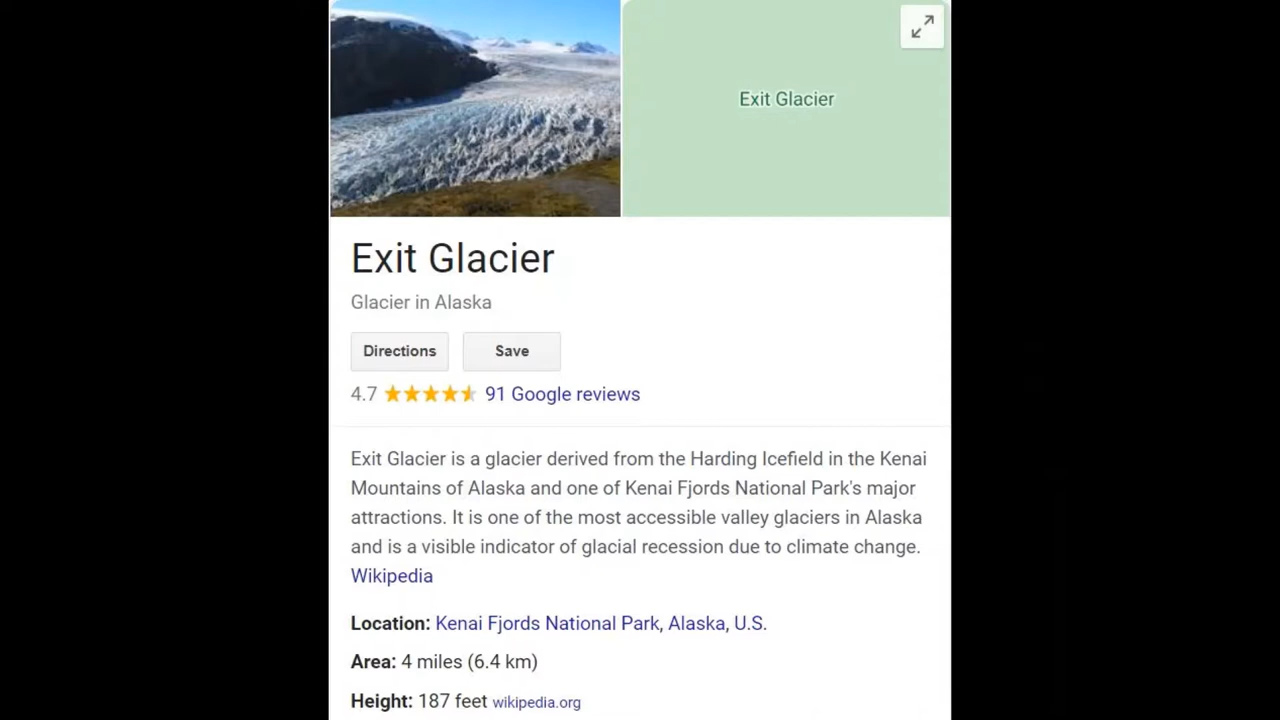 Exit Glacier
Exit Glacier
Glacier in Alaska
Directions Save
4.7 91 Google reviews
Exit Glacier is a glacier derived from the Harding Icefield in the Kenai
Mountains of Alaska and one of Kenai Fjords National Park's major
attractions. It is one of the most accessible valley glaciers in Alaska
and is a visible indicator of glacial recession due to climate change.
Wikipedia
Location: Kenai Fjords National Park, Alaska, U.S.
Area: 4 miles (6.4 km)
Height: 187 feet wikipedia.org